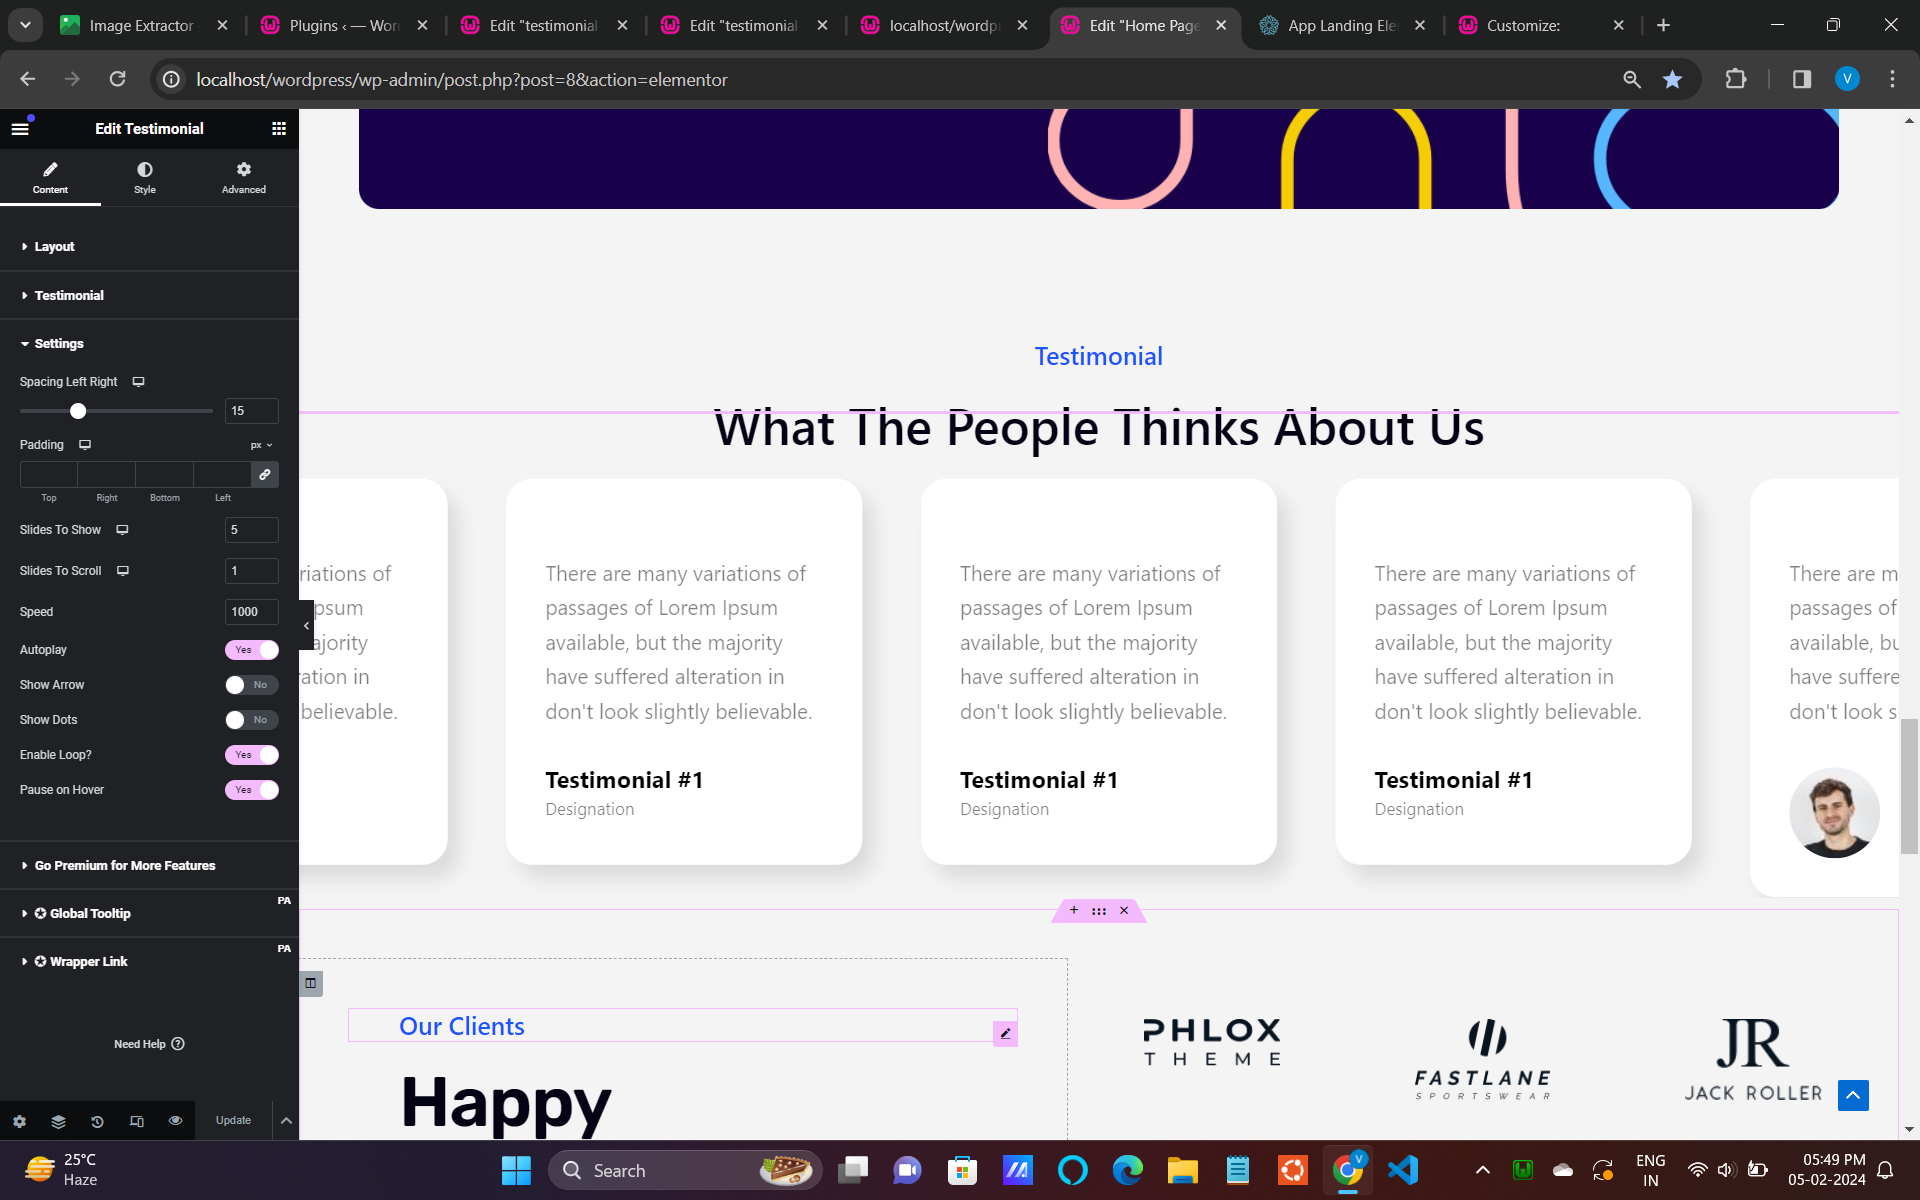 Image Extractor
Plugins ‹ — Wor
Edit "testimonial
Edit "testimonial
localhost/wordp
Edit "Home Page
App Landing Ele
Customize:
localhost/wordpress/wp-admin/post.php?post=8&action=elementor
V
Edit Testimonial
Content
Style
Advanced
Layout
Testimonial
Settings
Spacing Left Right
15
Padding
px
Top
Right
Bottom
Left
Slides To Show
5
Slides To Scroll
1
Speed
1000
Autoplay
Yes
Show Arrow
No
Show Dots
No
Enable Loop?
Yes
Pause on Hover
Yes
Go Premium for More Features
PA
Global Tooltip
PA
Wrapper Link
Need Help
Update
Testimonial
What The People Thinks About Us
riations of
psum
ajority
ration in
believable.
There are many variations of
passages of Lorem Ipsum
available, but the majority
have suffered alteration in
don't look slightly believable.
Testimonial #1
Designation
There are many variations of
passages of Lorem Ipsum
available, but the majority
have suffered alteration in
don't look slightly believable.
Testimonial #1
Designation
There are many variations of
passages of Lorem Ipsum
available, but the majority
have suffered alteration in
don't look slightly believable.
Testimonial #1
Designation
There are m
passages of
available, bu
have suffere
don't look s
Our Clients
Happy
PHLOX
THEME
FASTLANE
SPORTSWEAR
JR
JACK ROLLER
25°C
Haze
Search
V
ENG
IN
05:49 PM
05-02-2024